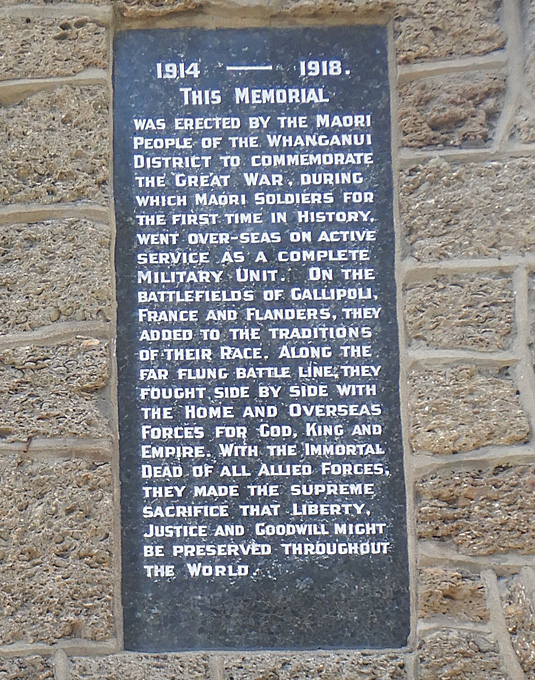 1914 — 1918.
This Memorial
was erected by the Maori
People of the Whanganui
District to commemorate
the Great War, during
which Maori Soldiers for
the first time in History,
went over-seas on active
service as a complete
Military Unit. On the
battlefields of Gallipoli,
France and Flanders, they
added to the traditions
of their Race. Along the
far flung battle line, they
fought side by side with
the Home and Overseas
Forces for God, King and
Empire. With the Immortal
Dead of all Allied Forces,
they made the supreme
sacrifice that Liberty,
Justice and Goodwill might
be preserved throughout
the World.